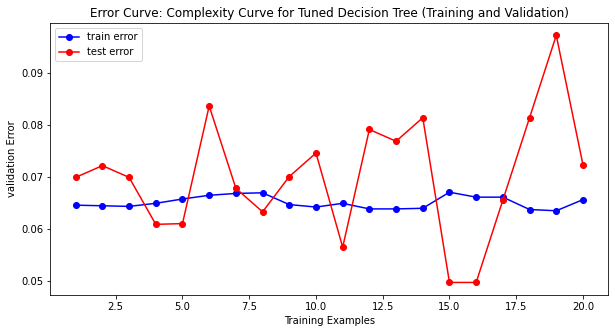 Error Curve: Complexity Curve for Tuned Decision Tree (Training and Validation)
train error
test error
validation Error
0.09
0.08
0.07
0.06
0.05
2.5 5.0 7.5 10.0 12.5 15.0 17.5 20.0
Training Examples